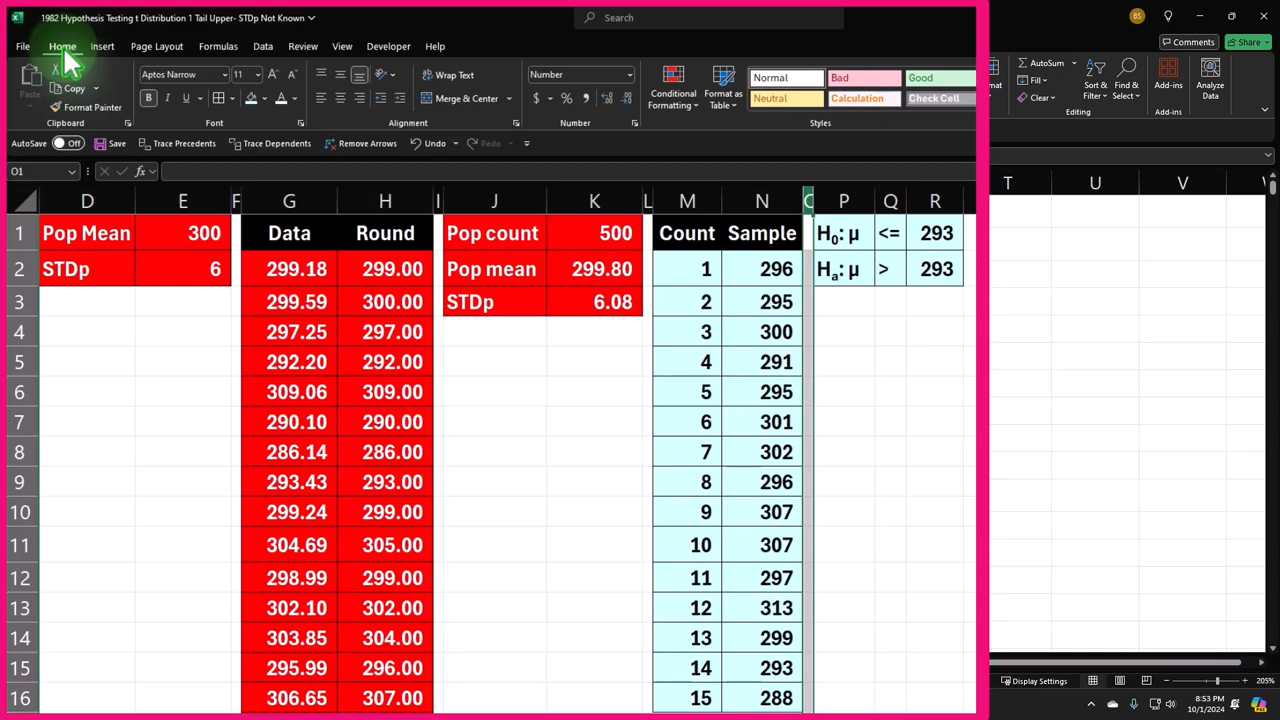 1982 Hypothesis Testing t Distribution 1 Tail Upper- STDp Not Known
Search
BS
File Home Insert Page Layout Formulas Data Review View Developer Help
Comments Share
Aptos Narrow 11 Wrap Text Number AutoSum
Paste Copy Format Painter Merge & Center Conditional Formatting Format as Table Fill Clear Sort & Find & Add-ins Analyze
Filter Select Data
Normal Bad Good
Neutral Calculation Check Cell
Clipboard Font Alignment Number Styles Editing Add-ins
AutoSave Off Save Trace Precedents Trace Dependents Remove Arrows Undo Redo
O1 fx
D E F G H I J K L M N P Q R T U V
1 Pop Mean 300 Data Round Pop count 500 Count Sample H0: µ <= 293
2 STDp 6 299.18 299.00 Pop mean 299.80 1 296 Ha: µ > 293
3 299.59 300.00 STDp 6.08 2 295
4 297.25 297.00 3 300
5 292.20 292.00 4 291
6 309.06 309.00 5 295
7 290.10 290.00 6 301
8 286.14 286.00 7 302
9 293.43 293.00 8 296
10 299.24 299.00 9 307
11 304.69 305.00 10 307
12 298.99 299.00 11 297
13 302.10 302.00 12 313
14 303.85 304.00 13 299
15 295.99 296.00 14 293
16 306.65 307.00 15 288
Display Settings 205%
8:53 PM
10/1/2024